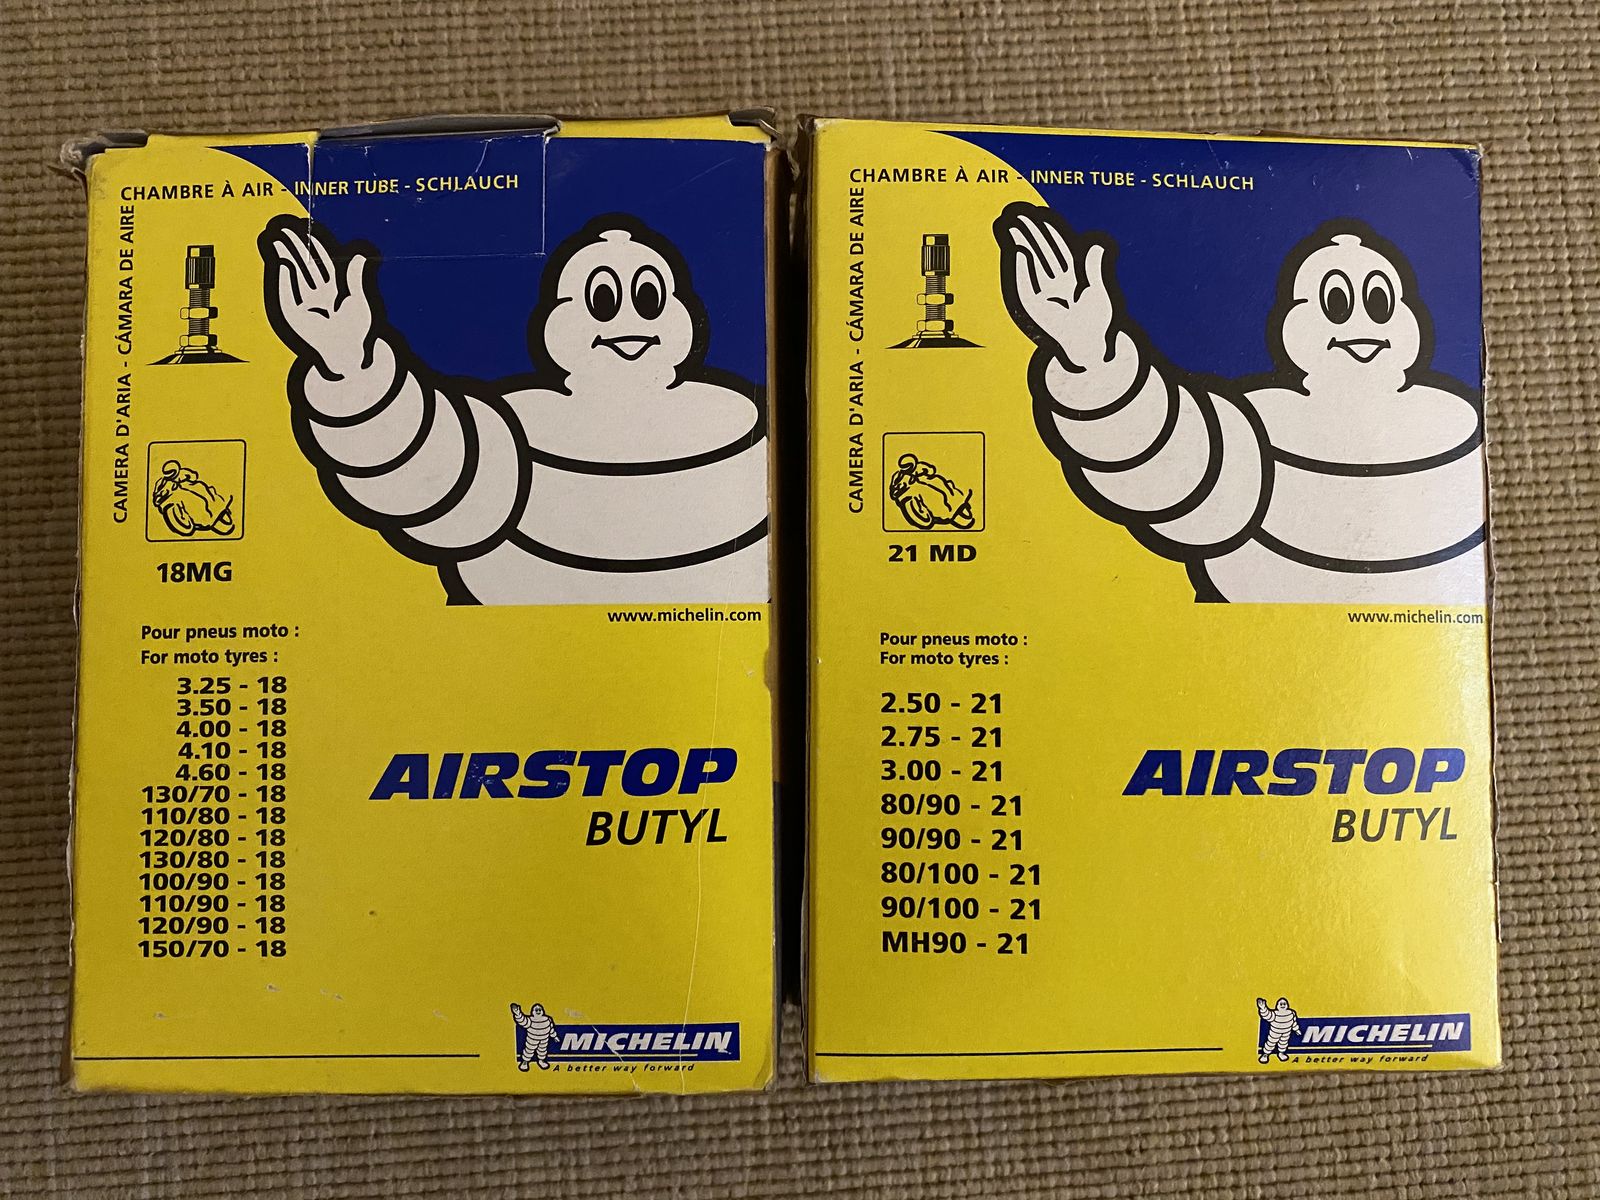 CHAMBRE À AIR - INNER TUBE - SCHLAUCH
CAMERA D'ARIA - CÁMARA DE AIRE
18MG
www.michelin.com
Pour pneus moto :
For moto tyres :
3.25 - 18
3.50 - 18
4.00 - 18
4.10 - 18
4.60 - 18
130/70 - 18
110/80 - 18
120/80 - 18
130/80 - 18
100/90 - 18
110/90 - 18
120/90 - 18
150/70 - 18
AIRSTOP
BUTYL
MICHELIN
A better way forward
CHAMBRE À AIR - INNER TUBE - SCHLAUCH
CAMERA D'ARIA - CÁMARA DE AIRE
21 MD
www.michelin.com
Pour pneus moto :
For moto tyres :
2.50 - 21
2.75 - 21
3.00 - 21
80/90 - 21
90/90 - 21
80/100 - 21
90/100 - 21
MH90 - 21
AIRSTOP
BUTYL
MICHELIN
A better way forward